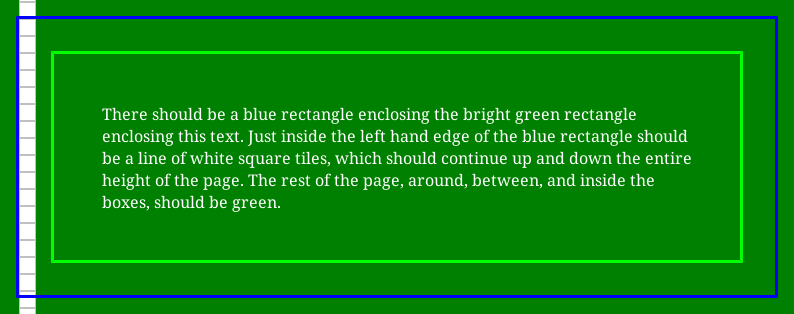 There should be a blue rectangle enclosing the bright green rectangle
enclosing this text. Just inside the left hand edge of the blue rectangle should
be a line of white square tiles, which should continue up and down the entire
height of the page. The rest of the page, around, between, and inside the
boxes, should be green.